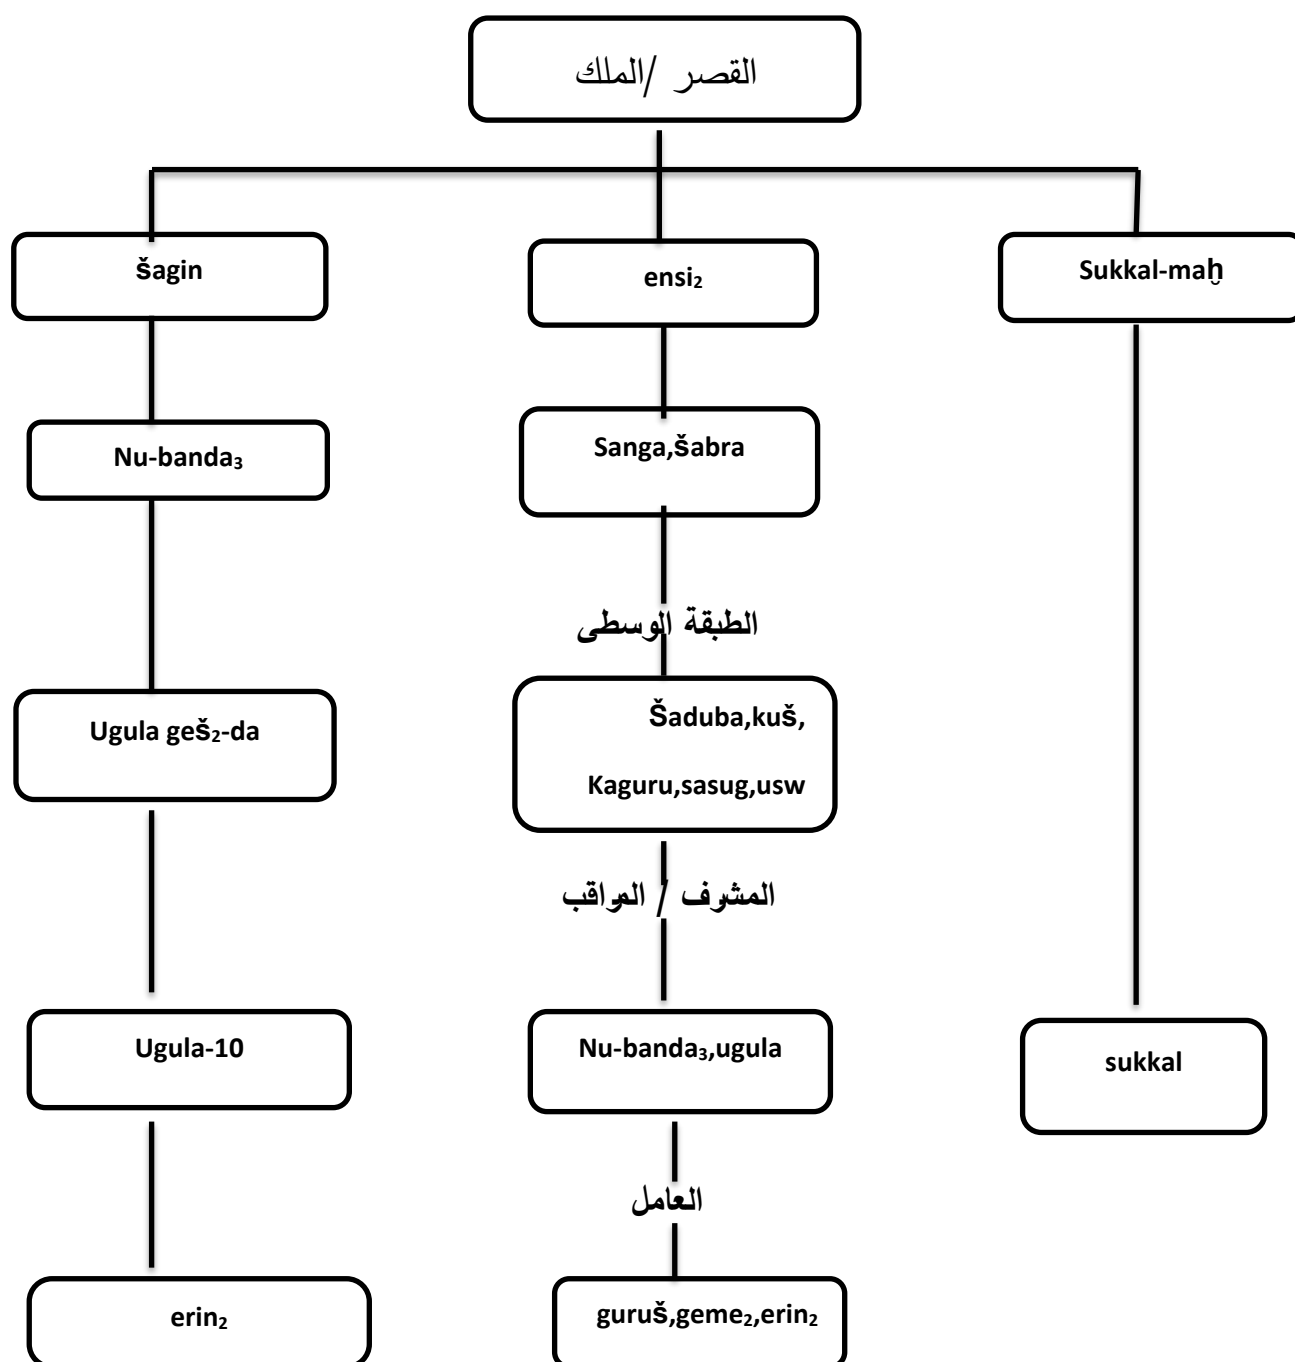 القصر /الملك
šagin
ensi₂
Sukkal-maḫ
Nu-banda₃
Sanga,šabra
الطبقة الوسطى
Ugula geš₂-da
Šaduba,kuš,
Kaguru,sasug,usw
المشرف / المراقب
Ugula-10
Nu-banda₃,ugula
sukkal
العامل
erin₂
guruš,geme₂,erin₂